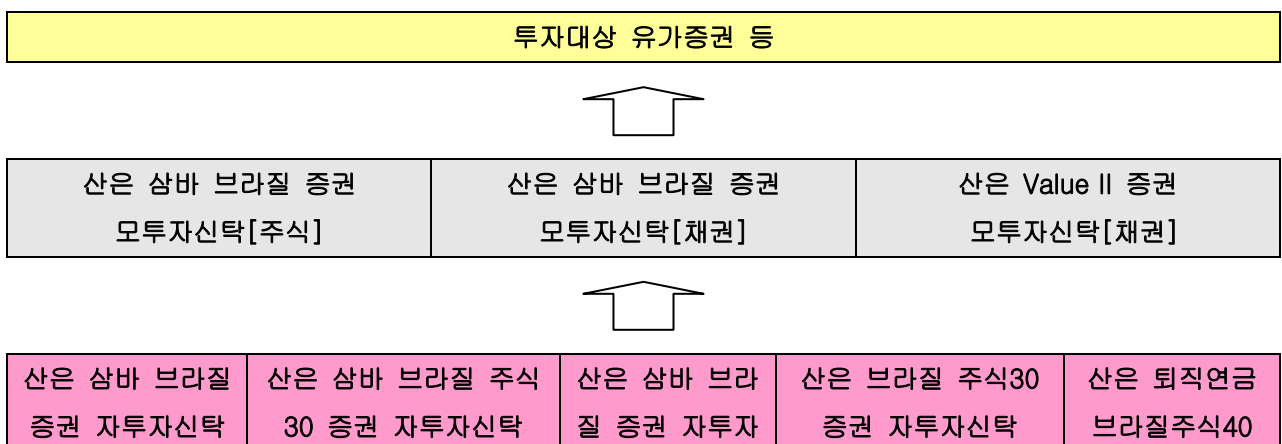 투자대상 유가증권 등
산은 삼바 브라질 증권
모투자신탁[주식]
산은 삼바 브라질 증권
모투자신탁[채권]
산은 Value II 증권
모투자신탁[채권]
산은 삼바 브라질
증권 자투자신탁
산은 삼바 브라질 주식
30 증권 자투자신탁
산은 삼바 브라
질 증권 자투자
산은 브라질 주식30
증권 자투자신탁
산은 퇴직연금
브라질주식40